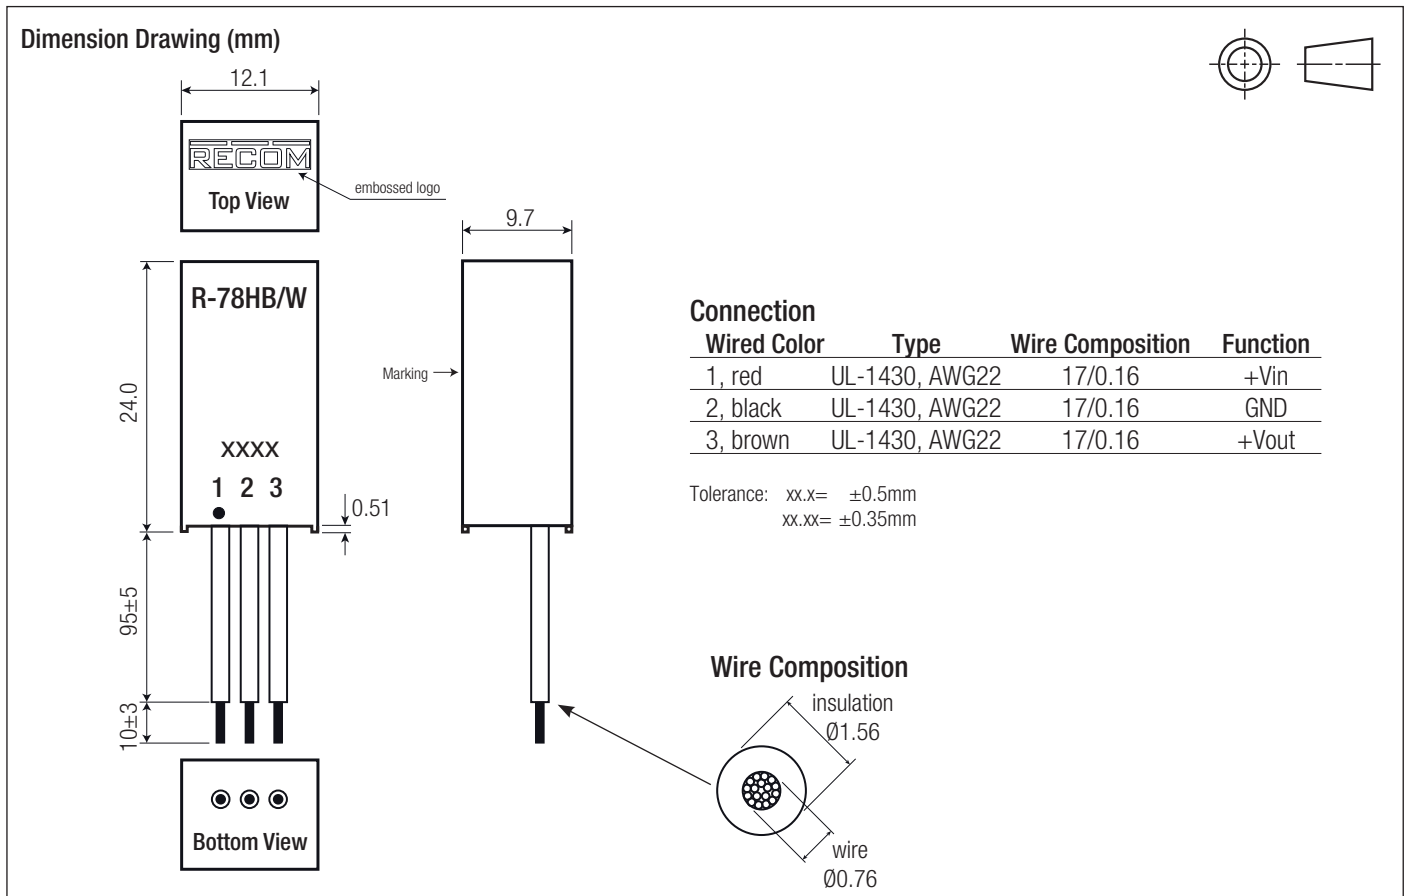 Dimension Drawing (mm)
12.1
RECOM
Top View
embossed logo
9.7
R-78HB/W
Marking
24.0
XXXX
1 2 3
0.51
95±5
10±3
Bottom View
Connection
Wired Color Type Wire Composition Function
1, red UL-1430, AWG22 17/0.16 +Vin
2, black UL-1430, AWG22 17/0.16 GND
3, brown UL-1430, AWG22 17/0.16 +Vout
Tolerance: xx.x= ±0.5mm
xx.xx= ±0.35mm
Wire Composition
insulation
Ø1.56
wire
Ø0.76